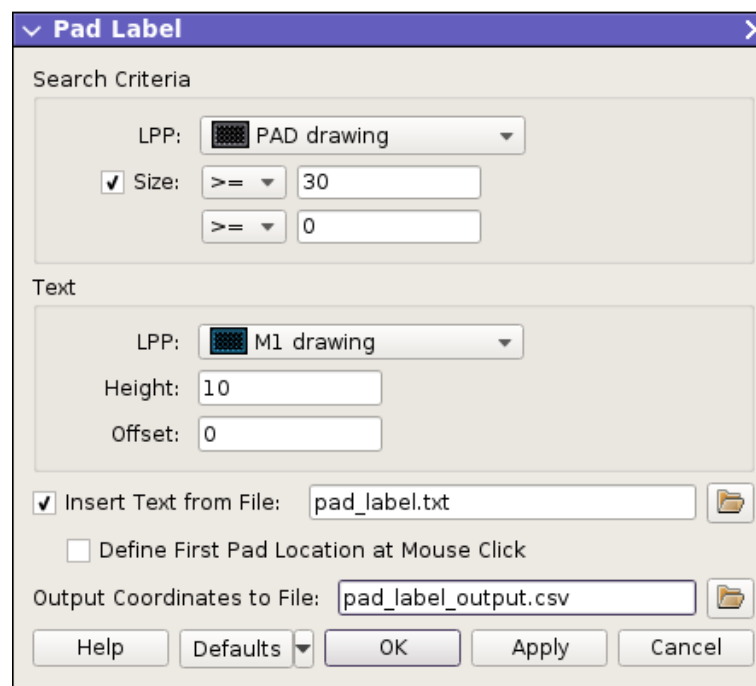 Pad Label
Search Criteria
LPP: PAD drawing
Size: >= 30
>= 0
Text
LPP: M1 drawing
Height: 10
Offset: 0
Insert Text from File: pad_label.txt
Define First Pad Location at Mouse Click
Output Coordinates to File: pad_label_output.csv
Help Defaults OK Apply Cancel